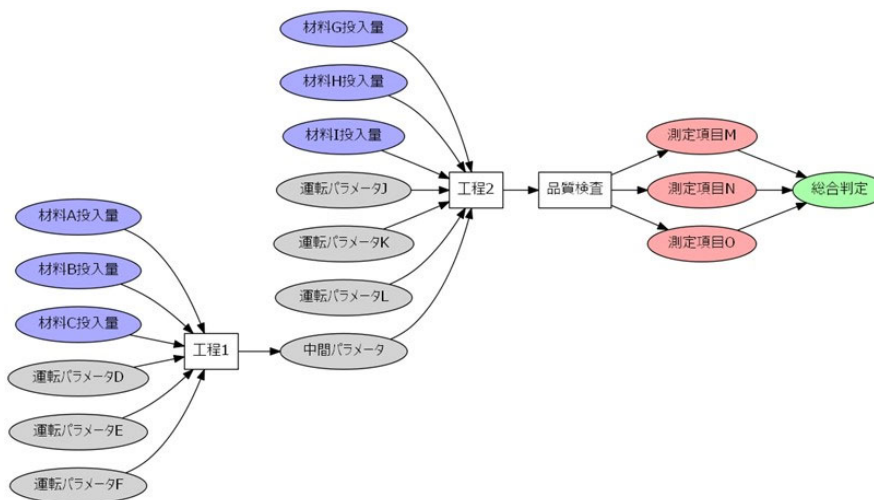 材料G投入量
材料H投入量
材料I投入量
運転パラメータJ
運転パラメータK
運転パラメータL
中間パラメータ
工程2
品質検査
測定項目M
測定項目N
測定項目O
総合判定
材料A投入量
材料B投入量
材料C投入量
運転パラメータD
運転パラメータE
運転パラメータF
工程1